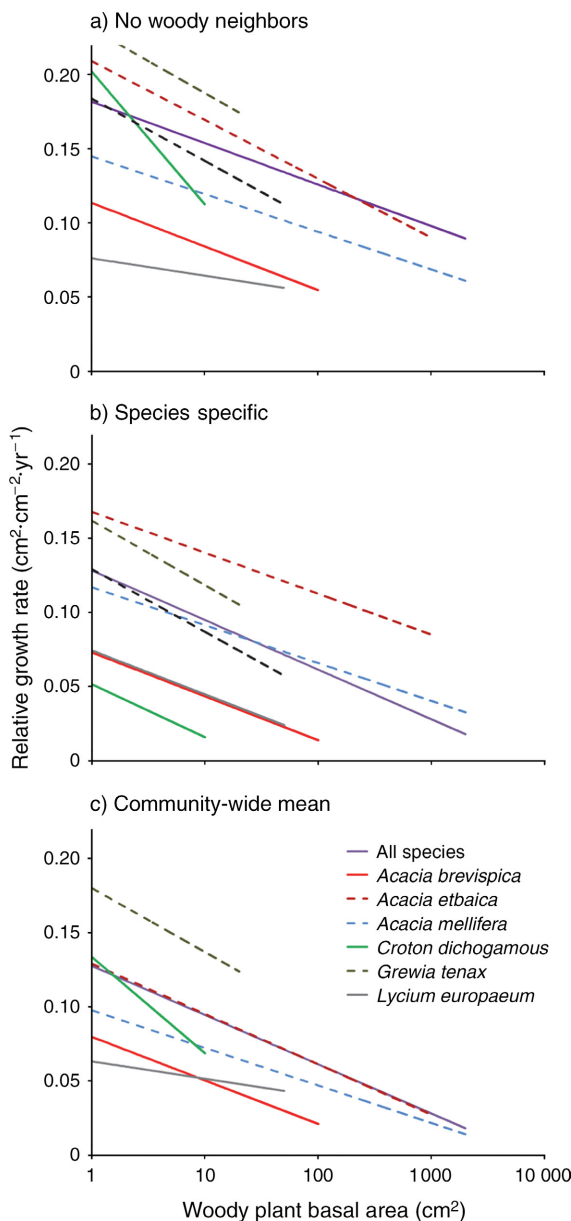 a) No woody neighbors
0.20
0.15
0.10
0.05
0
b) Species specific
0.20
0.15
0.10
0.05
0
Relative growth rate (cm²·cm⁻²·yr⁻¹)
c) Community-wide mean
0.20
0.15
0.10
0.05
0
All species
Acacia brevispica
Acacia etbaica
Acacia mellifera
Croton dichogamous
Grewia tenax
Lycium europaeum
1 10 100 1000 10 000
Woody plant basal area (cm²)